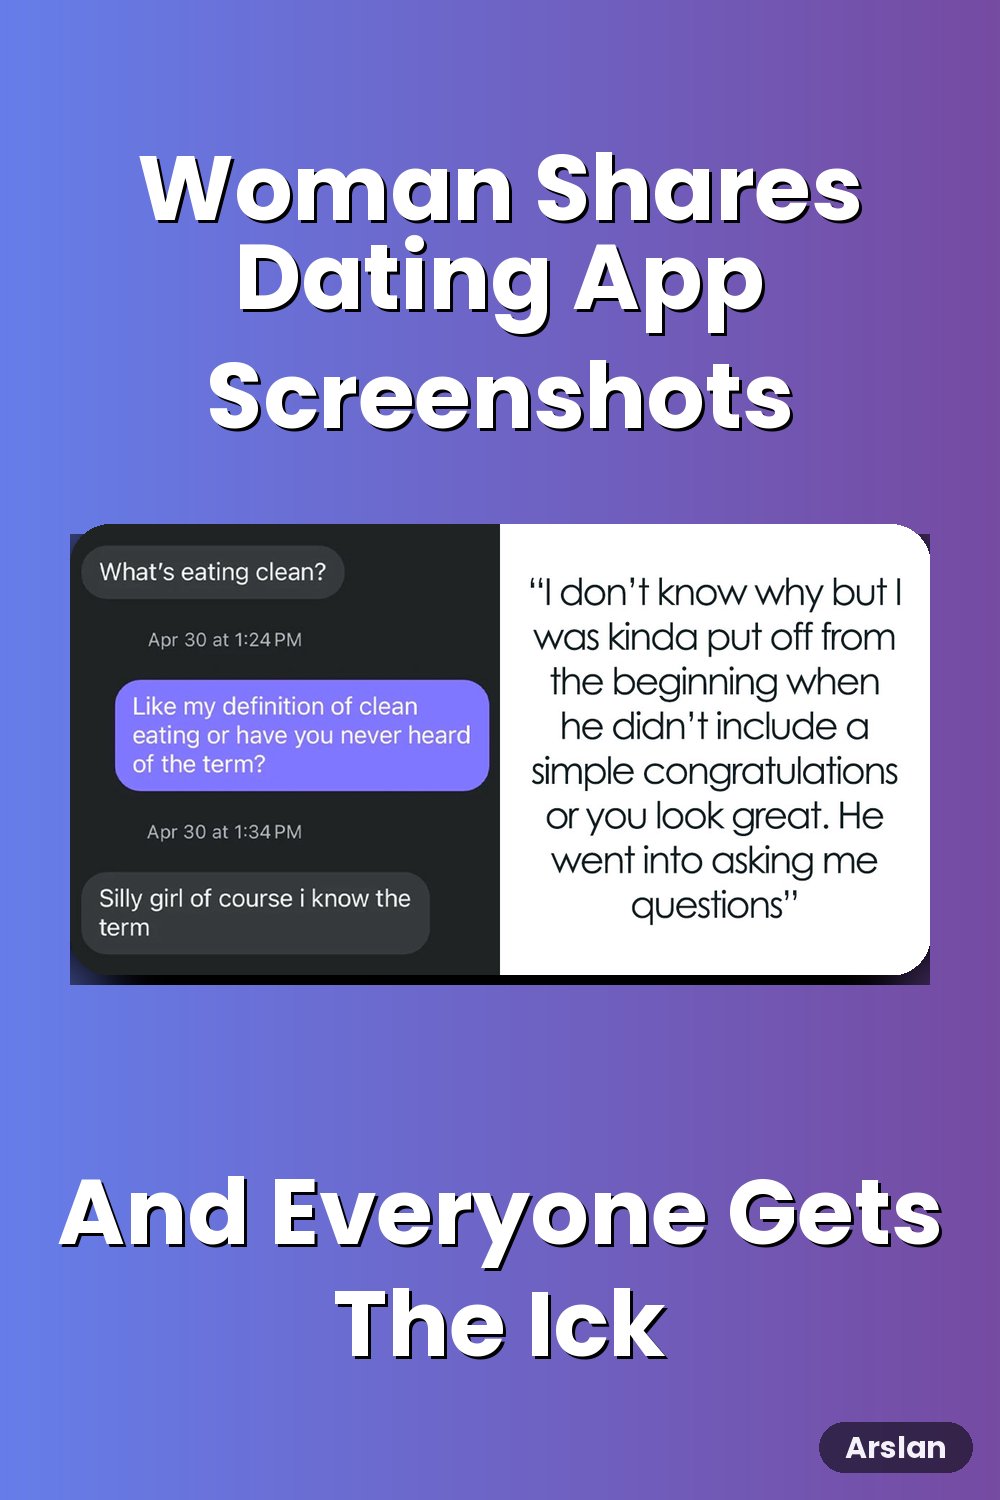 Woman Shares
Dating App
Screenshots
What’s eating clean?
Apr 30 at 1:24 PM
Like my definition of clean
eating or have you never heard
of the term?
Apr 30 at 1:34 PM
Silly girl of course i know the
term
“I don’t know why but I
was kinda put off from
the beginning when
he didn’t include a
simple congratulations
or you look great. He
went into asking me
questions”
And Everyone Gets
The Ick
Arslan